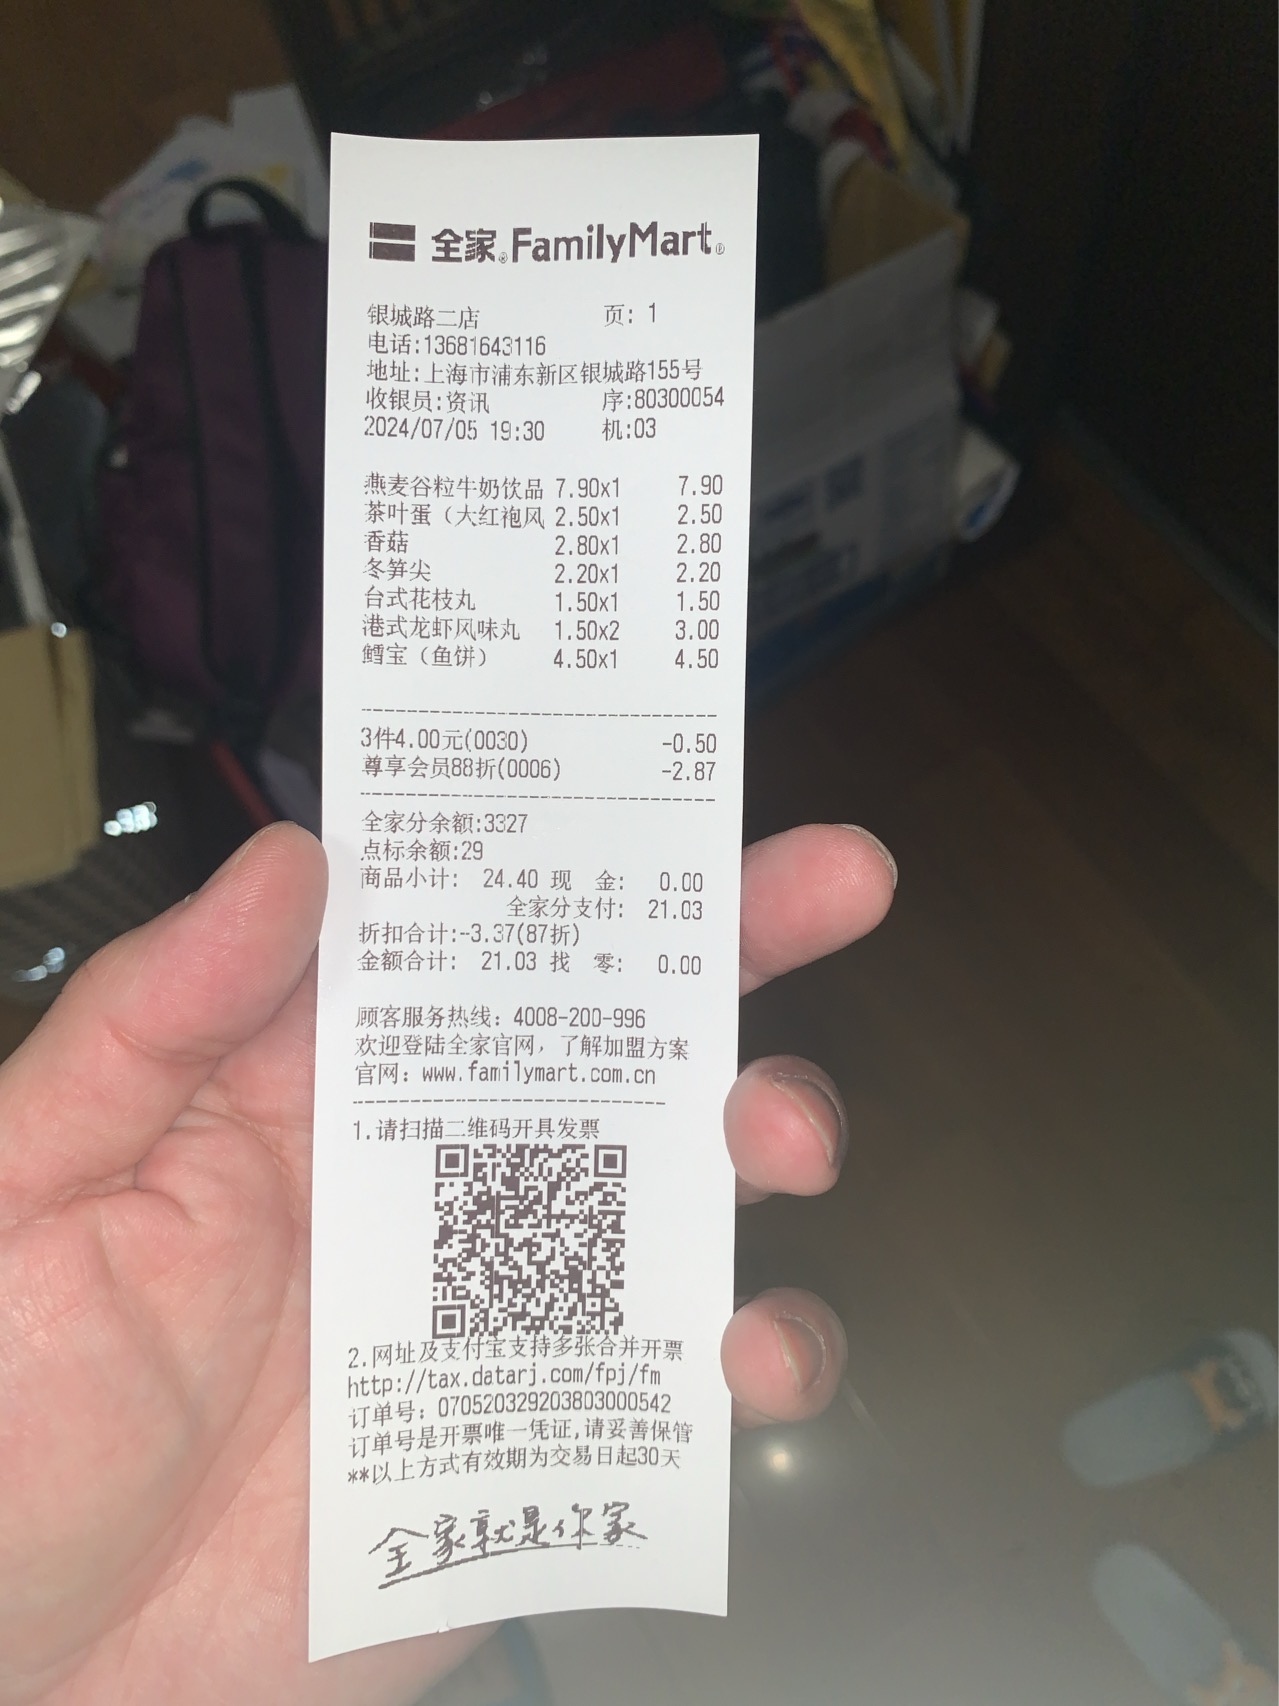 全家®FamilyMart®
银城路二店 页: 1
电话:13681643116
地址:上海市浦东新区银城路155号
收银员:资讯 序:80300054
2024/07/05 19:30 机:03
燕麦谷粒牛奶饮品 7.90x1 7.90
茶叶蛋（大红袍风 2.50x1 2.50
香菇 2.80x1 2.80
冬笋尖 2.20x1 2.20
台式花枝丸 1.50x1 1.50
港式龙虾风味丸 1.50x2 3.00
鳕宝（鱼饼） 4.50x1 4.50
3件4.00元(0030) -0.50
尊享会员88折(0006) -2.87
全家分余额:3327
点标余额:29
商品小计: 24.40 现 金: 0.00
全家分支付: 21.03
折扣合计:-3.37(87折)
金额合计: 21.03 找 零: 0.00
顾客服务热线: 4008-200-996
欢迎登陆全家官网，了解加盟方案
官网: www.familymart.com.cn
1.请扫描二维码开具发票
2.网址及支付宝支持多张合并开票
http://tax.datarj.com/fpj/fm
订单号: 070520329203803000542
订单号是开票唯一凭证,请妥善保管
**以上方式有效期为交易日起30天
全家就是你家